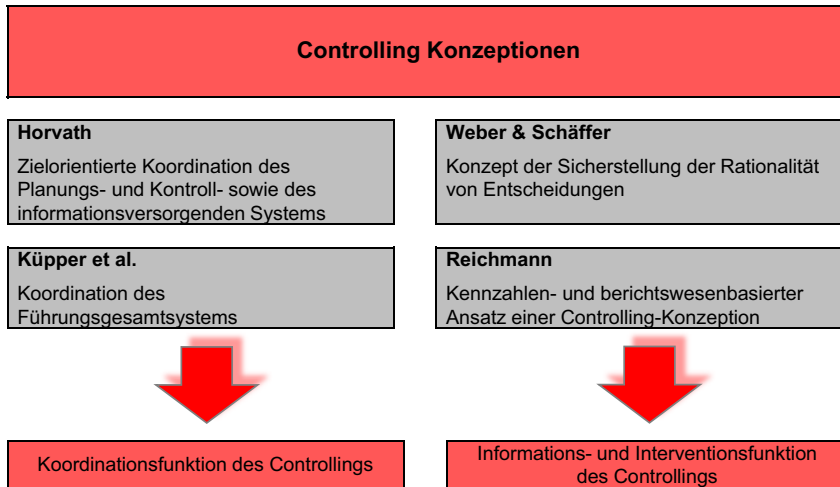 Controlling Konzeptionen
Horvath
Zielorientierte Koordination des
Planungs- und Kontroll- sowie des
informationsversorgenden Systems
Weber & Schäffer
Konzept der Sicherstellung der Rationalität
von Entscheidungen
Küpper et al.
Koordination des
Führungsgesamtsystems
Reichmann
Kennzahlen- und berichtswesenbasierter
Ansatz einer Controlling-Konzeption
Koordinationsfunktion des Controllings
Informations- und Interventionsfunktion
des Controllings